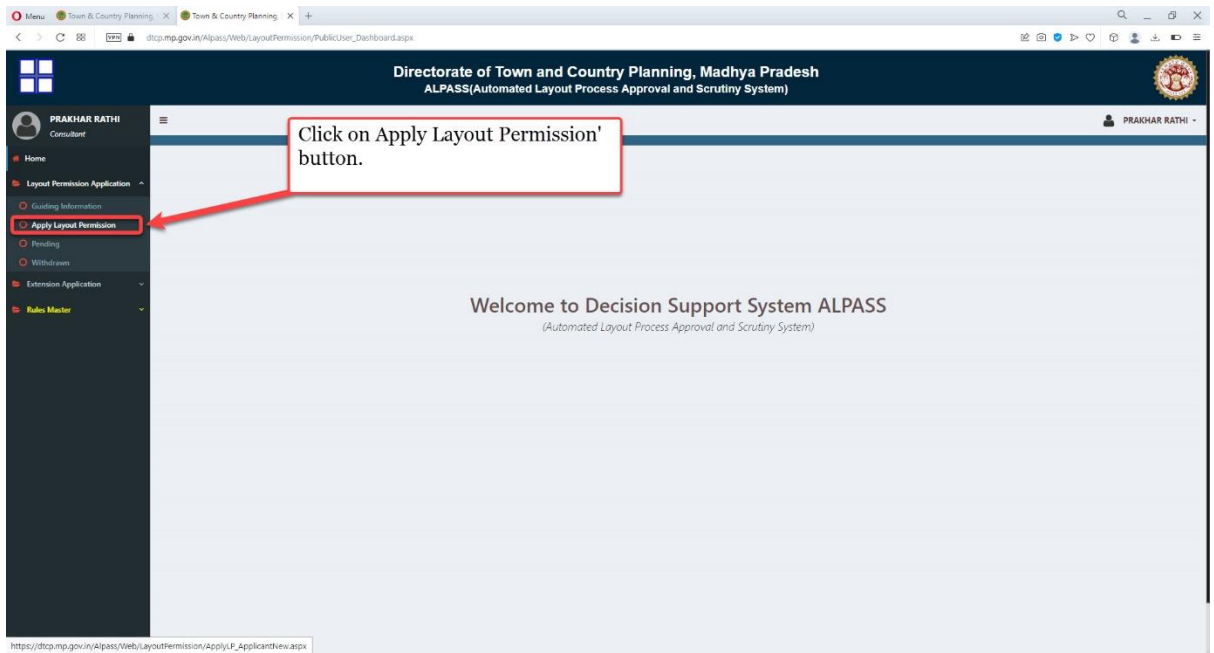 Menu
Town & Country Planning,
Town & Country Planning,
VPN
dtcp.mp.gov.in/Alpass/Web/LayoutPermission/PublicUser_Dashboard.aspx
Directorate of Town and Country Planning, Madhya Pradesh
ALPASS(Automated Layout Process Approval and Scrutiny System)
PRAKHAR RATHI
Consultant
PRAKHAR RATHI
Click on Apply Layout Permission'
button.
Home
Layout Permission Application
Guiding Information
Apply Layout Permission
Pending
Withdrawn
Extension Application
Rules Master
Welcome to Decision Support System ALPASS
(Automated Layout Process Approval and Scrutiny System)
https://dtcp.mp.gov.in/Alpass/Web/LayoutPermission/ApplyLP_ApplicantNew.aspx